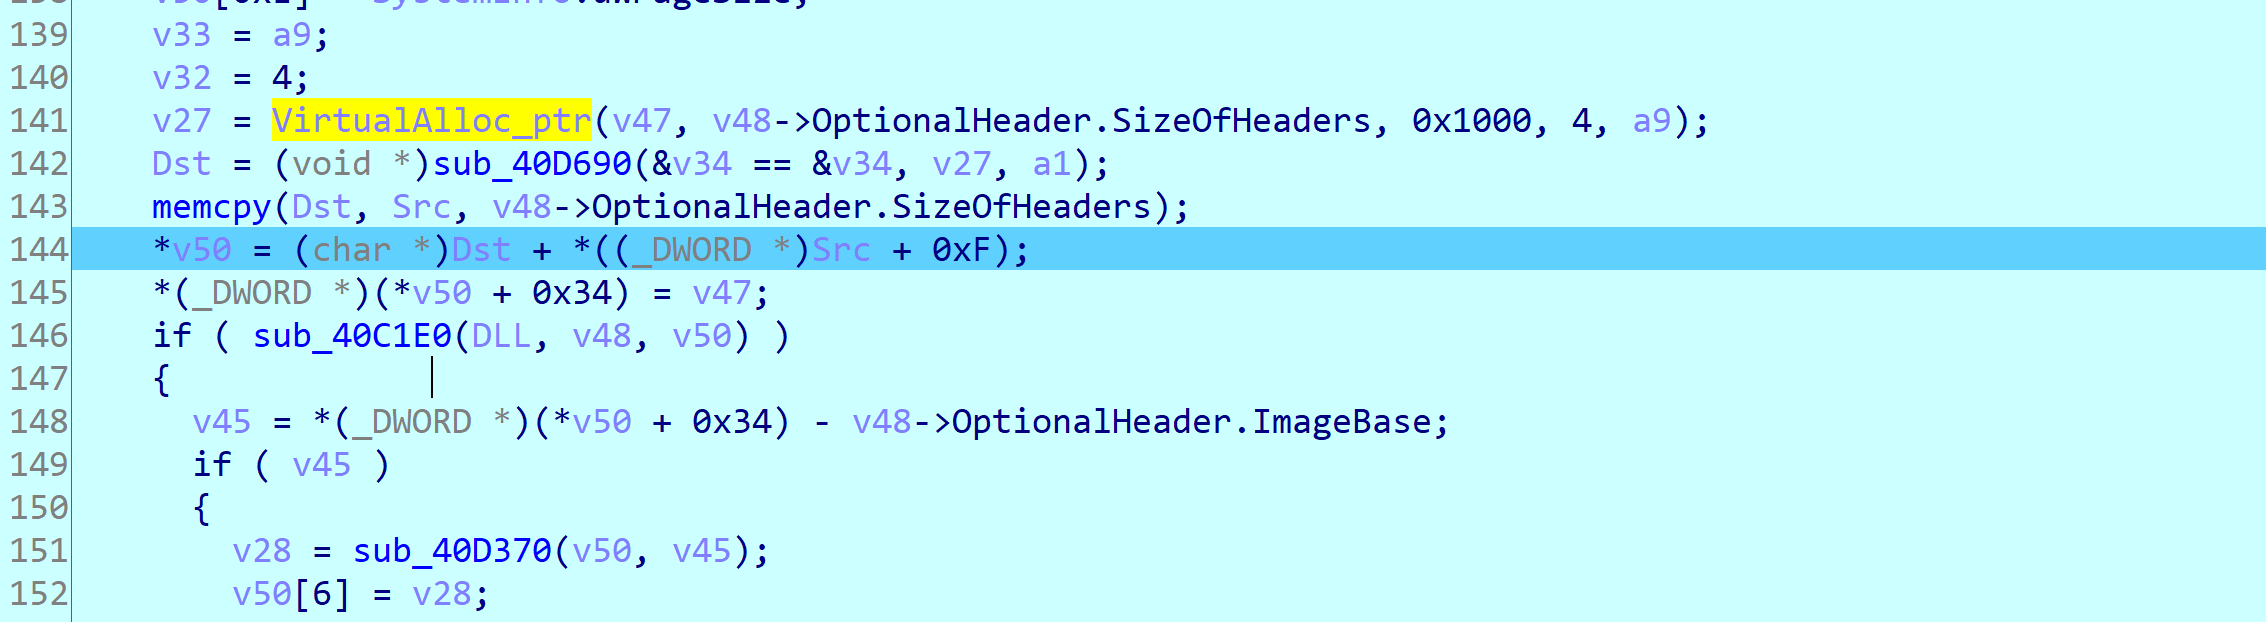 139 v33 = a9;
140 v32 = 4;
141 v27 = VirtualAlloc_ptr(v47, v48->OptionalHeader.SizeOfHeaders, 0x1000, 4, a9);
142 Dst = (void *)sub_40D690(&v34 == &v34, v27, a1);
143 memcpy(Dst, Src, v48->OptionalHeader.SizeOfHeaders);
144 *v50 = (char *)Dst + *((_DWORD *)Src + 0xF);
145 *(_DWORD *)(*v50 + 0x34) = v47;
146 if ( sub_40C1E0(DLL, v48, v50) )
147 {
148 v45 = *(_DWORD *)(*v50 + 0x34) - v48->OptionalHeader.ImageBase;
149 if ( v45 )
150 {
151 v28 = sub_40D370(v50, v45);
152 v50[6] = v28;